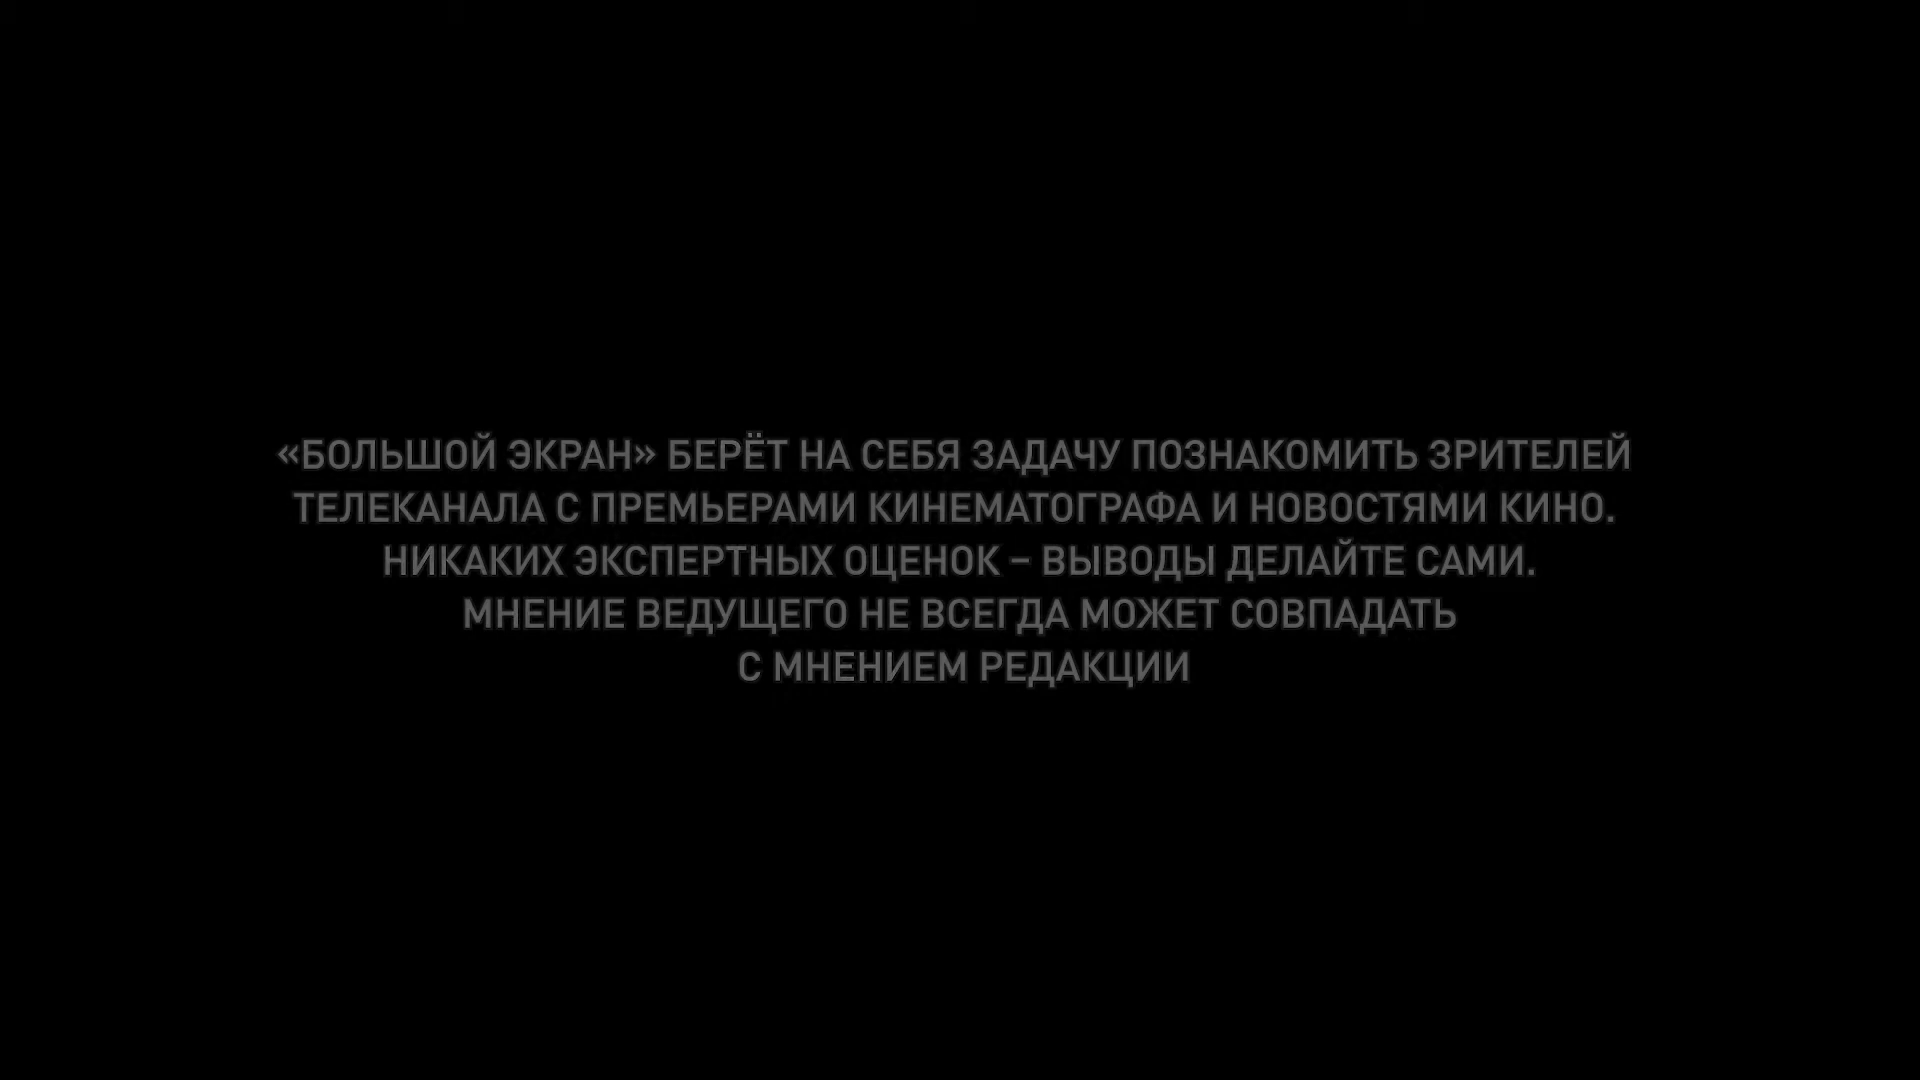 «БОЛЬШОЙ ЭКРАН» БЕРЁТ НА СЕБЯ ЗАДАЧУ ПОЗНАКОМИТЬ ЗРИТЕЛЕЙ
ТЕЛЕКАНАЛА С ПРЕМЬЕРАМИ КИНЕМАТОГРАФА И НОВОСТЯМИ КИНО.
НИКАКИХ ЭКСПЕРТНЫХ ОЦЕНОК – ВЫВОДЫ ДЕЛАЙТЕ САМИ.
МНЕНИЕ ВЕДУЩЕГО НЕ ВСЕГДА МОЖЕТ СОВПАДАТЬ
С МНЕНИЕМ РЕДАКЦИИ